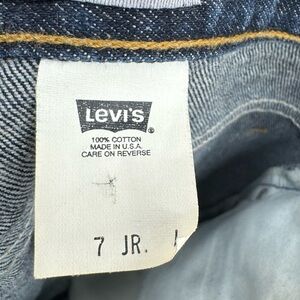 Levi's
100% COTTON
MADE IN U.S.A.
CARE ON REVERSE
7 JR.